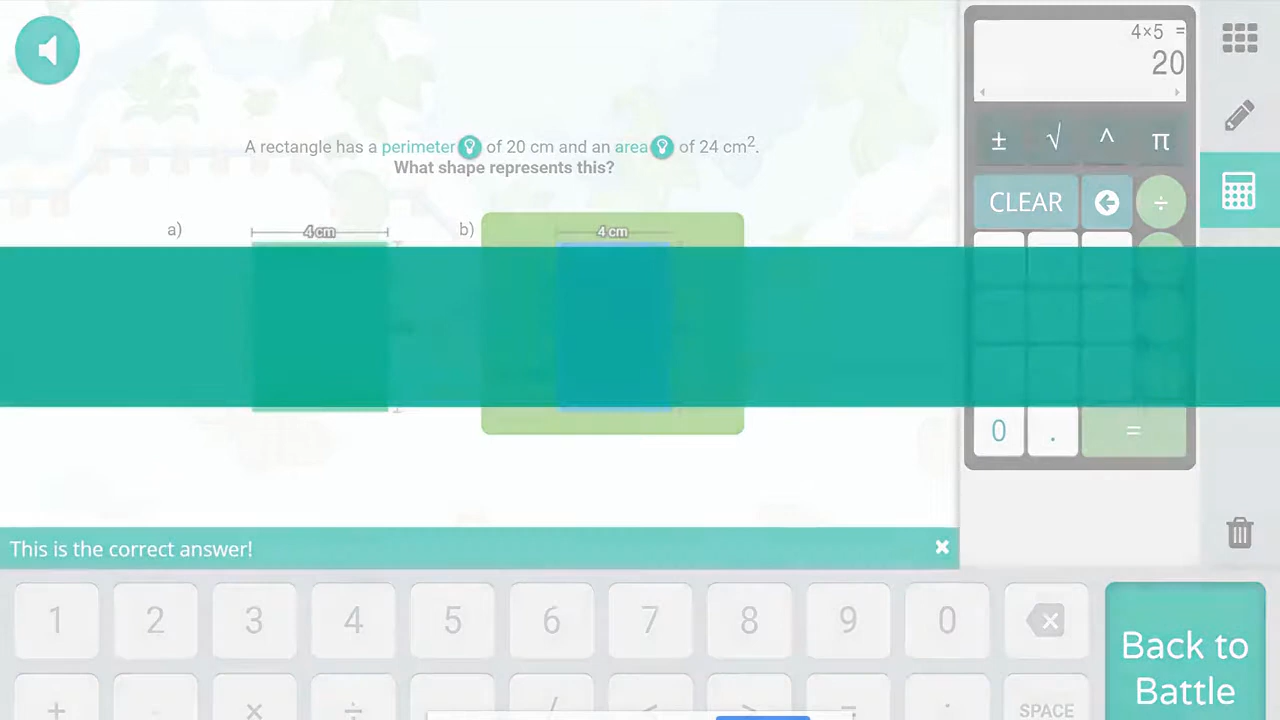 4×5 =
20
A rectangle has a perimeter of 20 cm and an area of 24 cm².
What shape represents this?
± √ ^ π
a) 4 cm b) 4 cm
CLEAR ÷
0 . =
This is the correct answer!
1 2 3 4 5 6 7 8 9 0
Back to
Battle
+ × ÷ / < > SPACE